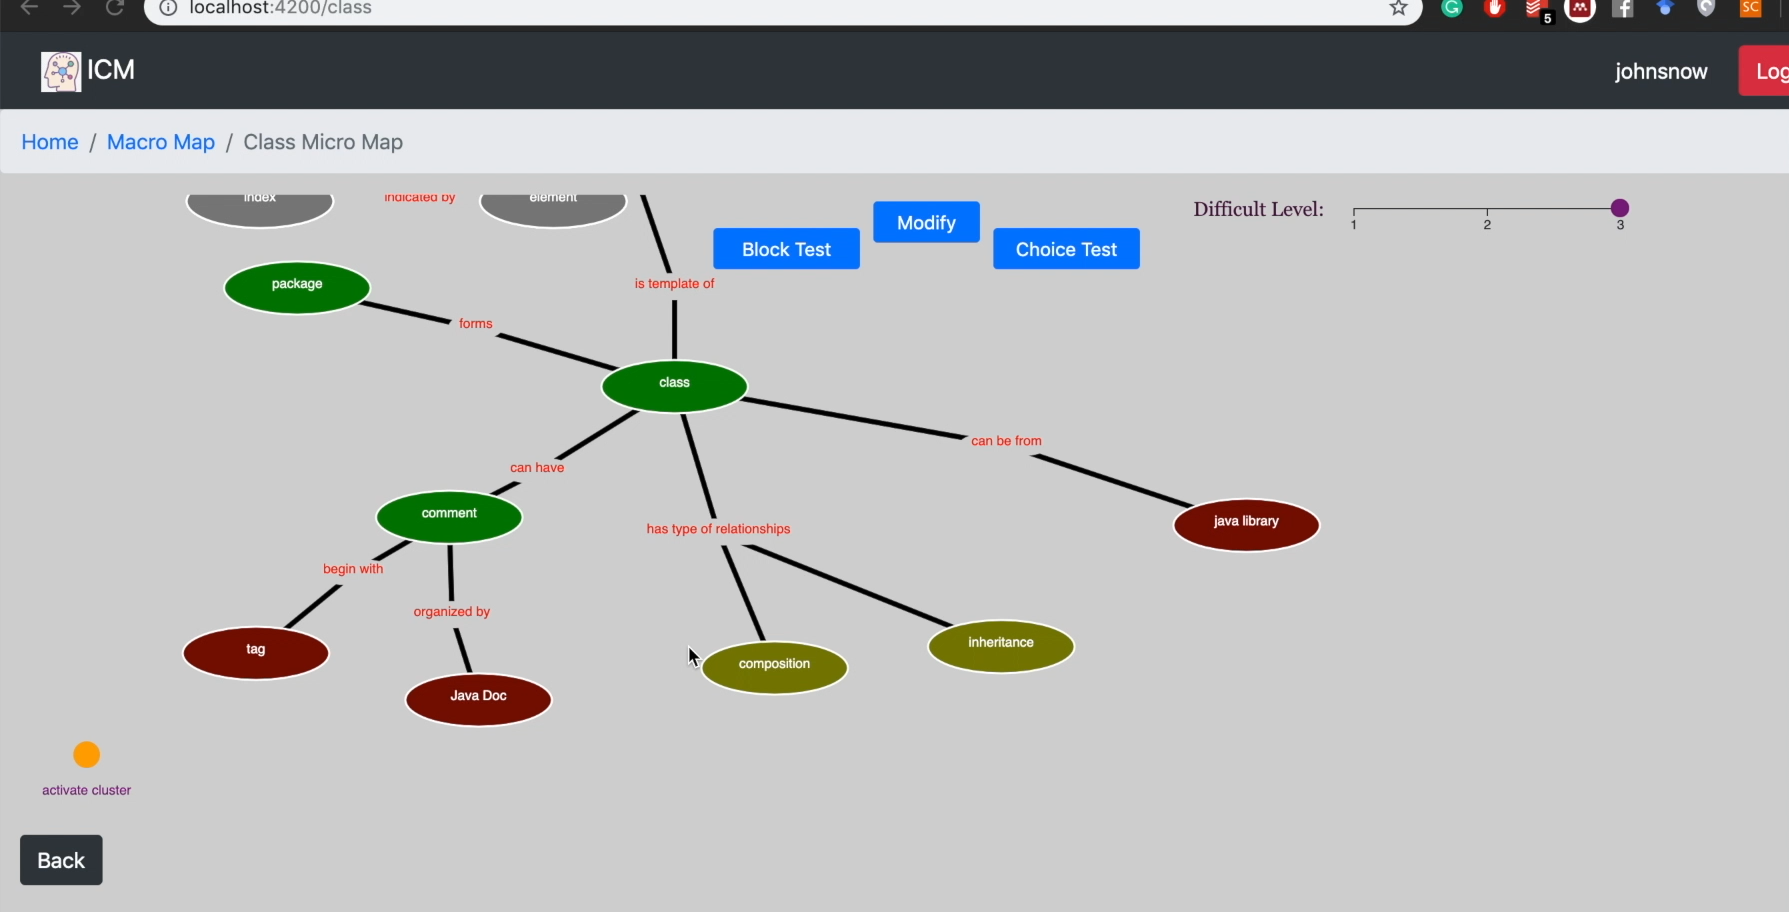 localhost:4200/class
5
SC
ICM
johnsnow
Log
Home / Macro Map / Class Micro Map
index
indicated by
element
Modify
Block Test
Choice Test
Difficult Level:
1
2
3
is template of
package
forms
class
can be from
can have
comment
has type of relationships
java library
begin with
organized by
tag
composition
inheritance
Java Doc
activate cluster
Back